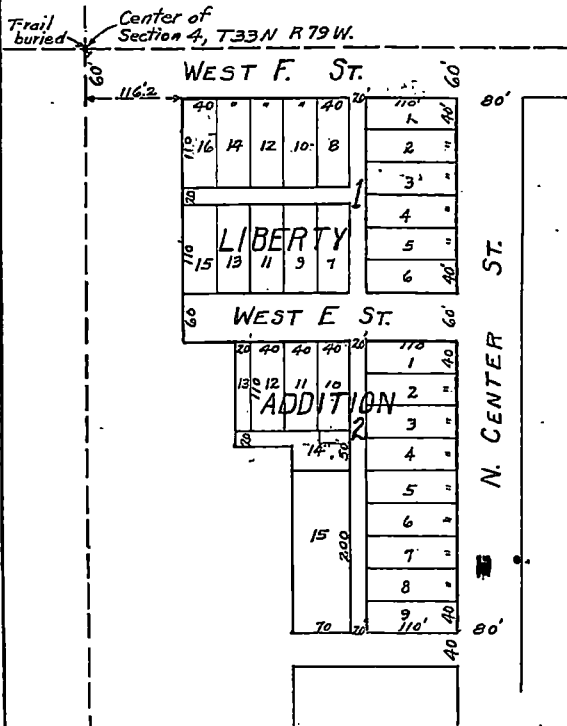 Trail buried
Center of
Section 4, T33N R 79 W.
60'
116.2
WEST F. ST.
60'
80'
40 " " " 40 20' 110'
110 16 14 12 10 8
1 40'
2 "
3 "
20 1
4 "
LIBERTY
110 15 13 11 9 7
5 "
6 40'
N. CENTER ST.
60 WEST E ST. 60'
20 40 40 40 20' 110
13 110 12 11 10
1 40
2 "
ADDITION
3 "
2
20 14 50
4 "
5 "
15 200
6 "
7 "
8 "
9 40
70 20' 110' 80'
40